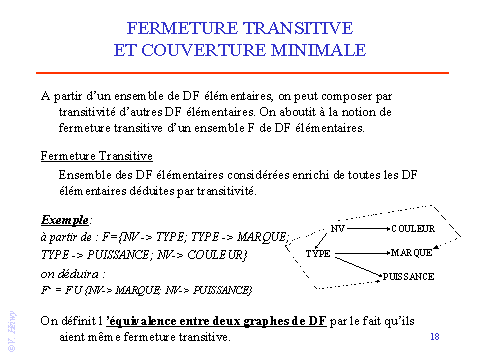 FERMETURE TRANSITIVE
ET COUVERTURE MINIMALE
A partir d'un ensemble de DF élémentaires, on peut composer par
transitivité d'autres DF élémentaires. On aboutit à la notion de
fermeture transitive d'un ensemble F de DF élémentaires.
Fermeture Transitive
Ensemble des DF élémentaires considérées enrichi de toutes les DF
élémentaires déduites par transitivité.
Exemple:
à partir de : F={NV -> TYPE; TYPE -> MARQUE;
TYPE -> PUISSANCE; NV-> COULEUR}
on déduira :
F+ = F U {NV-> MARQUE; NV-> PUISSANCE}
NV
COULEUR
TYPE
MARQUE
PUISSANCE
On définit l 'équivalence entre deux graphes de DF par le fait qu'ils
aient même fermeture transitive.
18